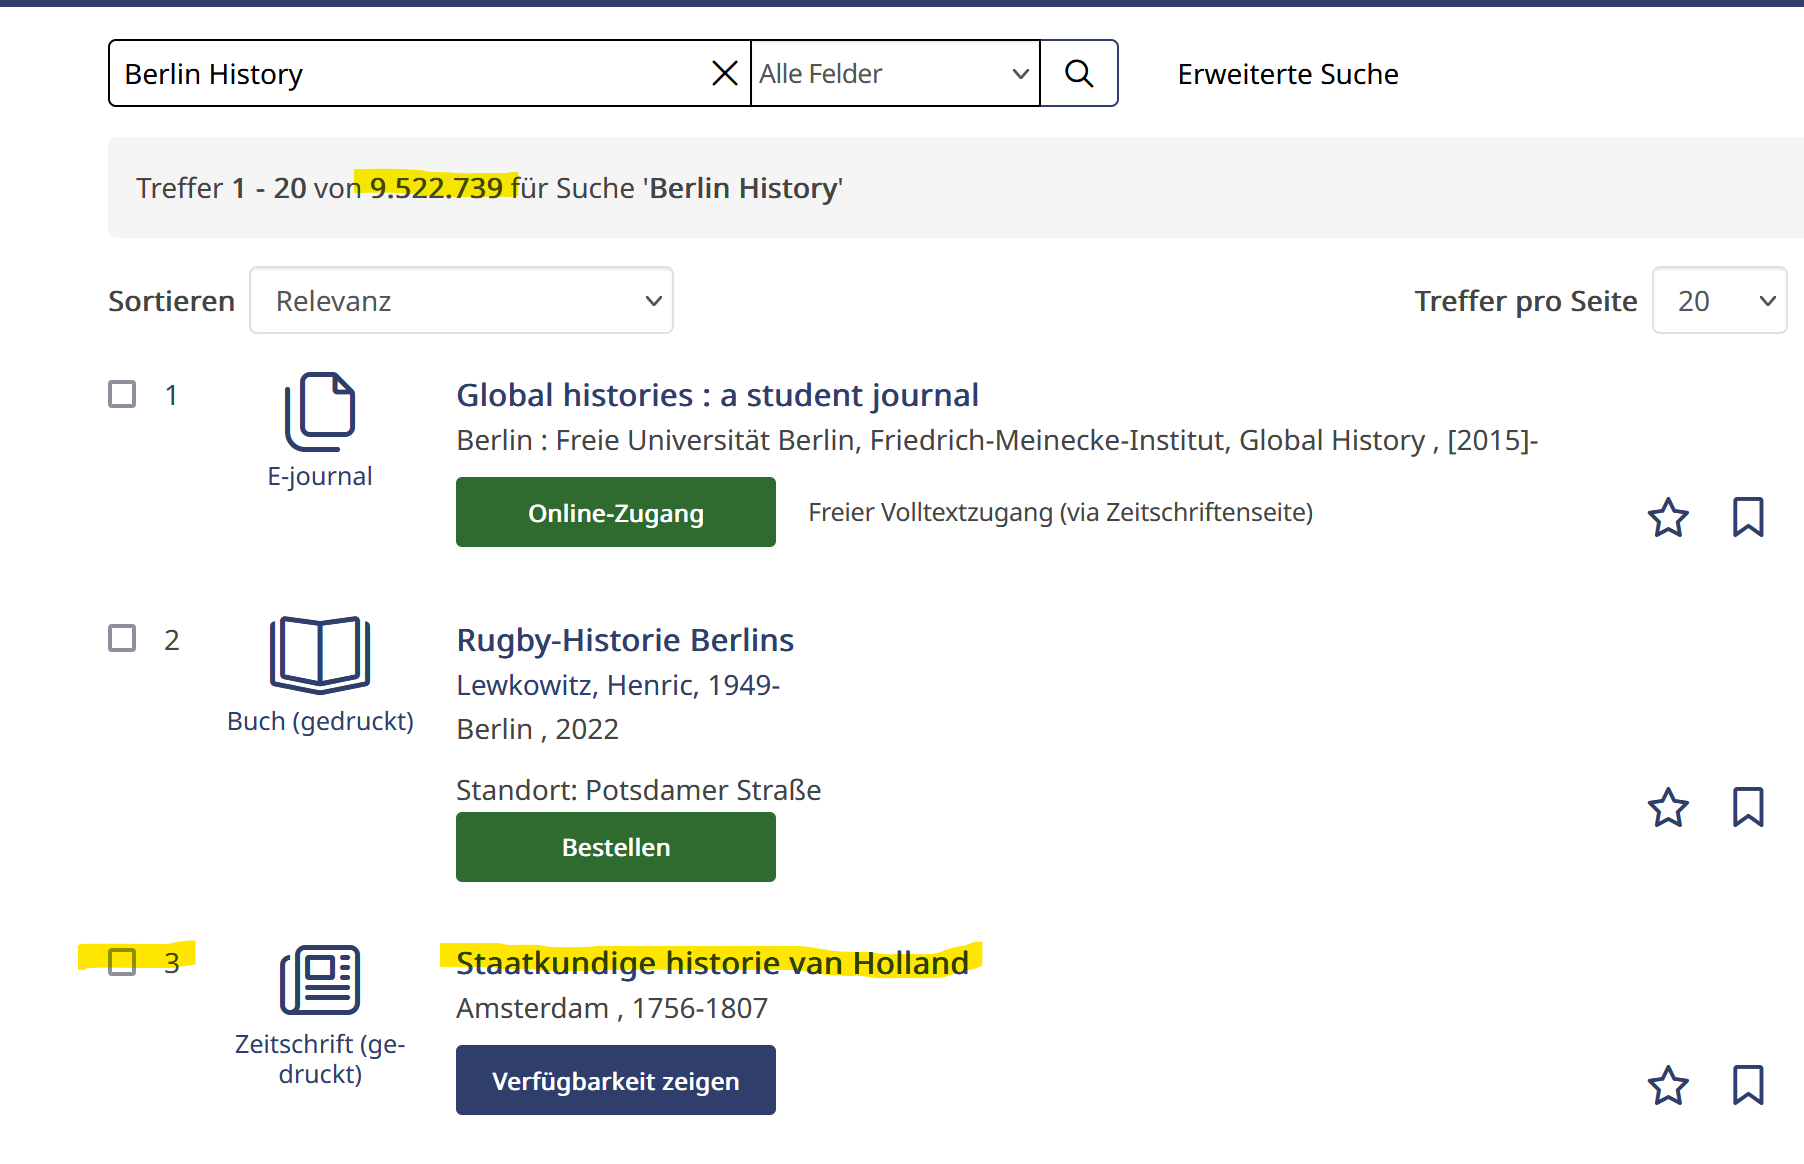 Berlin History
Alle Felder
Erweiterte Suche
Treffer 1 - 20 von 9.522.739 für Suche 'Berlin History'
Sortieren
Relevanz
Treffer pro Seite
20
1
E-journal
Global histories : a student journal
Berlin : Freie Universität Berlin, Friedrich-Meinecke-Institut, Global History , [2015]-
Online-Zugang
Freier Volltextzugang (via Zeitschriftenseite)
2
Buch (gedruckt)
Rugby-Historie Berlins
Lewkowitz, Henric, 1949-
Berlin , 2022
Standort: Potsdamer Straße
Bestellen
3
Zeitschrift (ge-
druckt)
Staatkundige historie van Holland
Amsterdam , 1756-1807
Verfügbarkeit zeigen